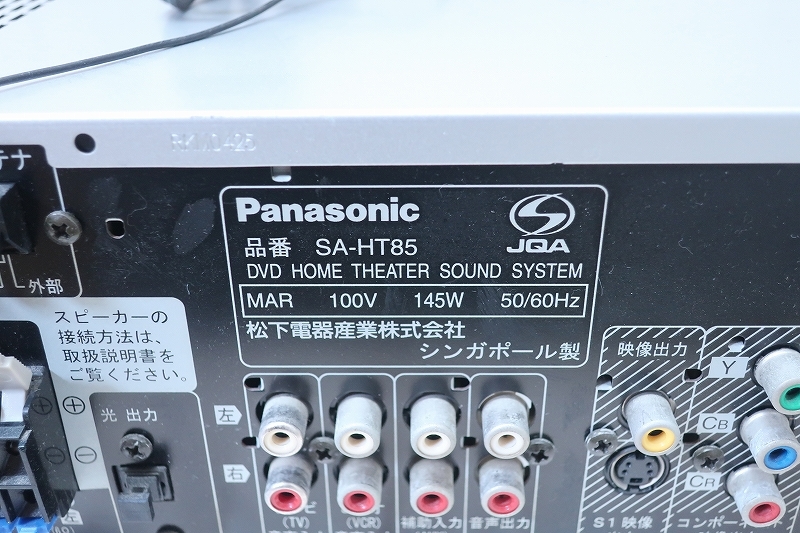 RKM0425
テナ
外部
Panasonic
JQA
品番 SA-HT85
DVD HOME THEATER SOUND SYSTEM
MAR 100V 145W 50/60Hz
松下電器産業株式会社
シンガポール製
スピーカーの
接続方法は、
取扱説明書を
ご覧ください。
映像出力
Y
CB
CR
光 出力
左
右
(TV)
(VCR)
補助入力
音声出力
S1映像
左